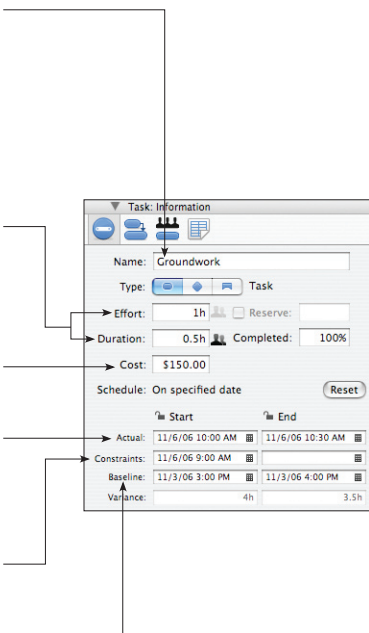 Task: Information
Name: Groundwork
Type: Task
Effort: 1h Reserve:
Duration: 0.5h Completed: 100%
Cost: $150.00
Schedule: On specified date Reset
Start End
Actual: 11/6/06 10:00 AM 11/6/06 10:30 AM
Constraints: 11/6/06 9:00 AM
Baseline: 11/3/06 3:00 PM 11/3/06 4:00 PM
Variance: 4h 3.5h